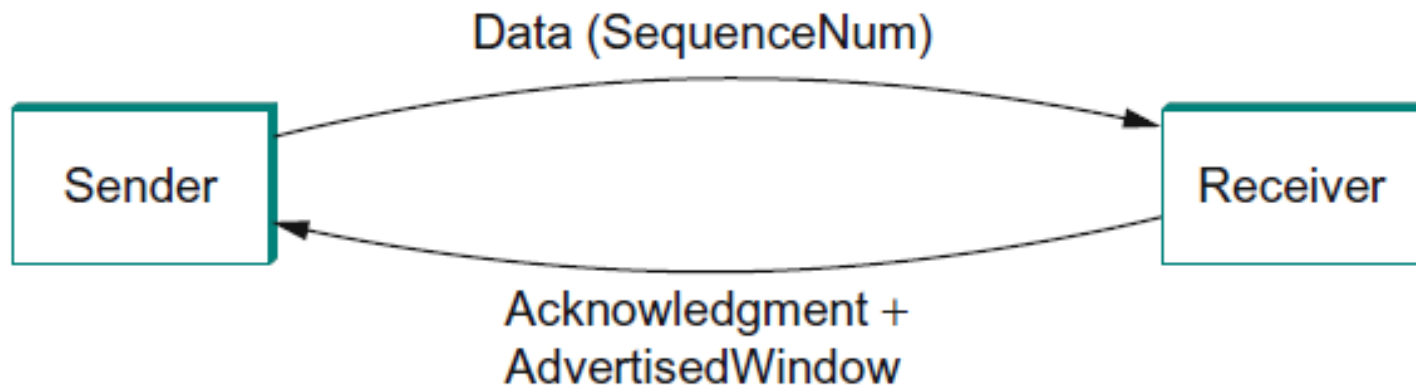 Data (SequenceNum)
Sender
Receiver
Acknowledgment +
AdvertisedWindow